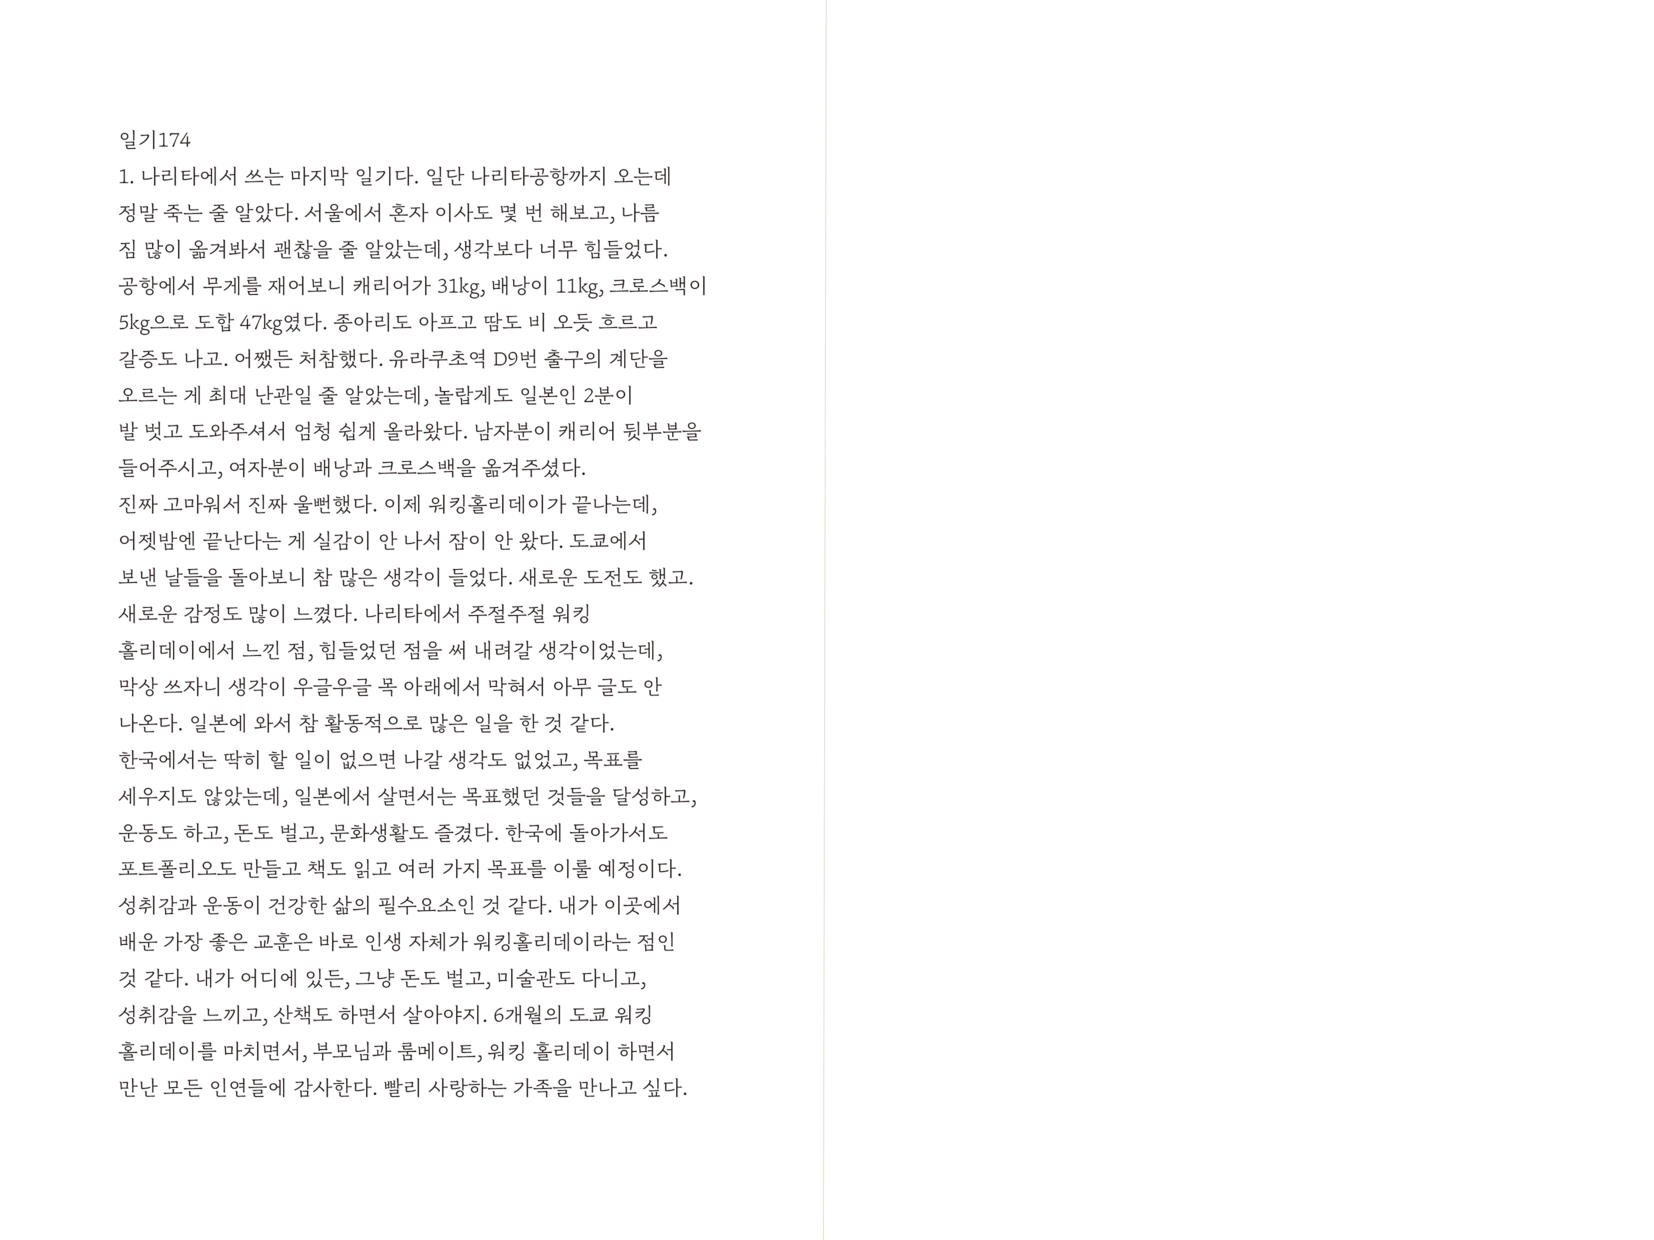 일기174
1. 나리타에서 쓰는 마지막 일기다. 일단 나리타공항까지 오는데
정말 죽는 줄 알았다. 서울에서 혼자 이사도 몇 번 해보고, 나름
짐 많이 옮겨봐서 괜찮을 줄 알았는데, 생각보다 너무 힘들었다.
공항에서 무게를 재어보니 캐리어가 31kg, 배낭이 11kg, 크로스백이
5kg으로 도합 47kg였다. 종아리도 아프고 땀도 비 오듯 흐르고
갈증도 나고. 어쨌든 처참했다. 유라쿠초역 D9번 출구의 계단을
오르는 게 최대 난관일 줄 알았는데, 놀랍게도 일본인 2분이
발 벗고 도와주셔서 엄청 쉽게 올라왔다. 남자분이 캐리어 뒷부분을
들어주시고, 여자분이 배낭과 크로스백을 옮겨주셨다.
진짜 고마워서 진짜 울뻔했다. 이제 워킹홀리데이가 끝나는데,
어젯밤엔 끝난다는 게 실감이 안 나서 잠이 안 왔다. 도쿄에서
보낸 날들을 돌아보니 참 많은 생각이 들었다. 새로운 도전도 했고.
새로운 감정도 많이 느꼈다. 나리타에서 주절주절 워킹
홀리데이에서 느낀 점, 힘들었던 점을 써 내려갈 생각이었는데,
막상 쓰자니 생각이 우글우글 목 아래에서 막혀서 아무 글도 안
나온다. 일본에 와서 참 활동적으로 많은 일을 한 것 같다.
한국에서는 딱히 할 일이 없으면 나갈 생각도 없었고, 목표를
세우지도 않았는데, 일본에서 살면서는 목표했던 것들을 달성하고,
운동도 하고, 돈도 벌고, 문화생활도 즐겼다. 한국에 돌아가서도
포트폴리오도 만들고 책도 읽고 여러 가지 목표를 이룰 예정이다.
성취감과 운동이 건강한 삶의 필수요소인 것 같다. 내가 이곳에서
배운 가장 좋은 교훈은 바로 인생 자체가 워킹홀리데이라는 점인
것 같다. 내가 어디에 있든, 그냥 돈도 벌고, 미술관도 다니고,
성취감을 느끼고, 산책도 하면서 살아야지. 6개월의 도쿄 워킹
홀리데이를 마치면서, 부모님과 룸메이트, 워킹 홀리데이 하면서
만난 모든 인연들에 감사한다. 빨리 사랑하는 가족을 만나고 싶다.